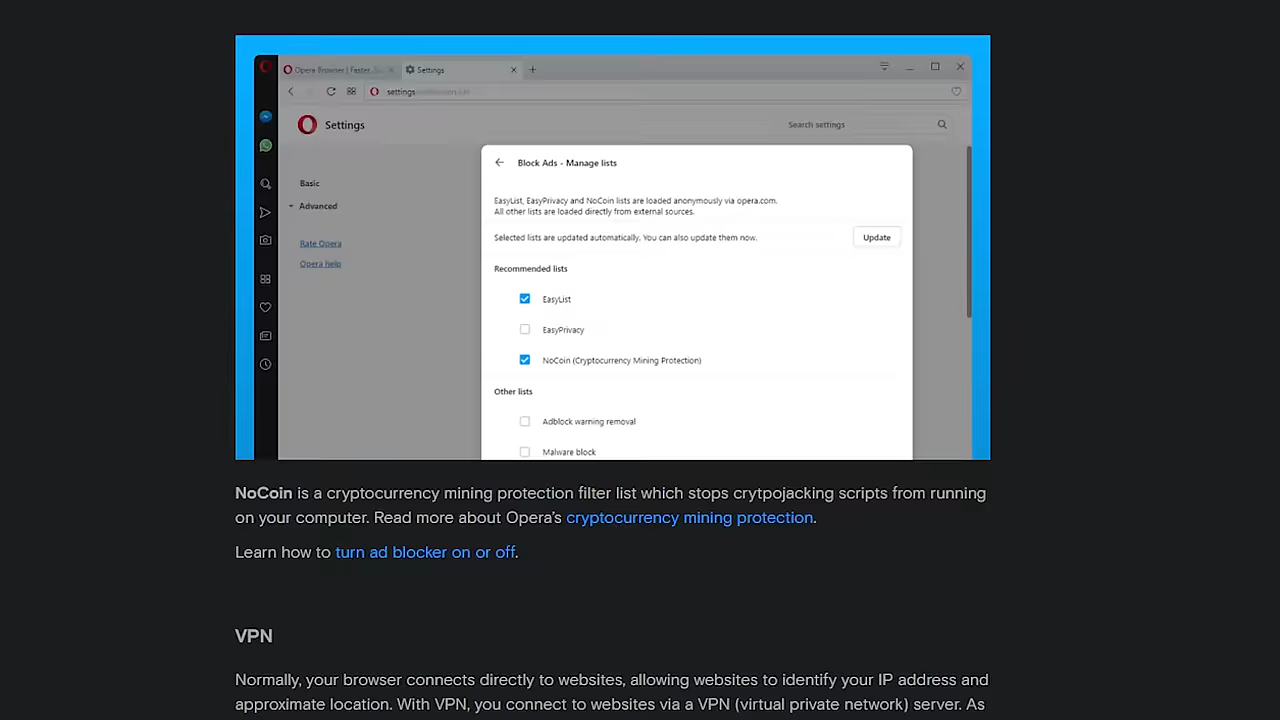 Opera Browser | Faster,
Settings
settings
Settings
Search settings
Block Ads - Manage lists
Basic
EasyList, EasyPrivacy and NoCoin lists are loaded anonymously via opera.com.
All other lists are loaded directly from external sources.
Advanced
Selected lists are updated automatically. You can also update them now.
Update
Rate Opera
Opera help
Recommended lists
EasyList
EasyPrivacy
NoCoin (Cryptocurrency Mining Protection)
Other lists
Adblock warning removal
Malware block
NoCoin is a cryptocurrency mining protection filter list which stops crytpojacking scripts from running
on your computer. Read more about Opera’s cryptocurrency mining protection.
Learn how to turn ad blocker on or off.
VPN
Normally, your browser connects directly to websites, allowing websites to identify your IP address and
approximate location. With VPN, you connect to websites via a VPN (virtual private network) server. As